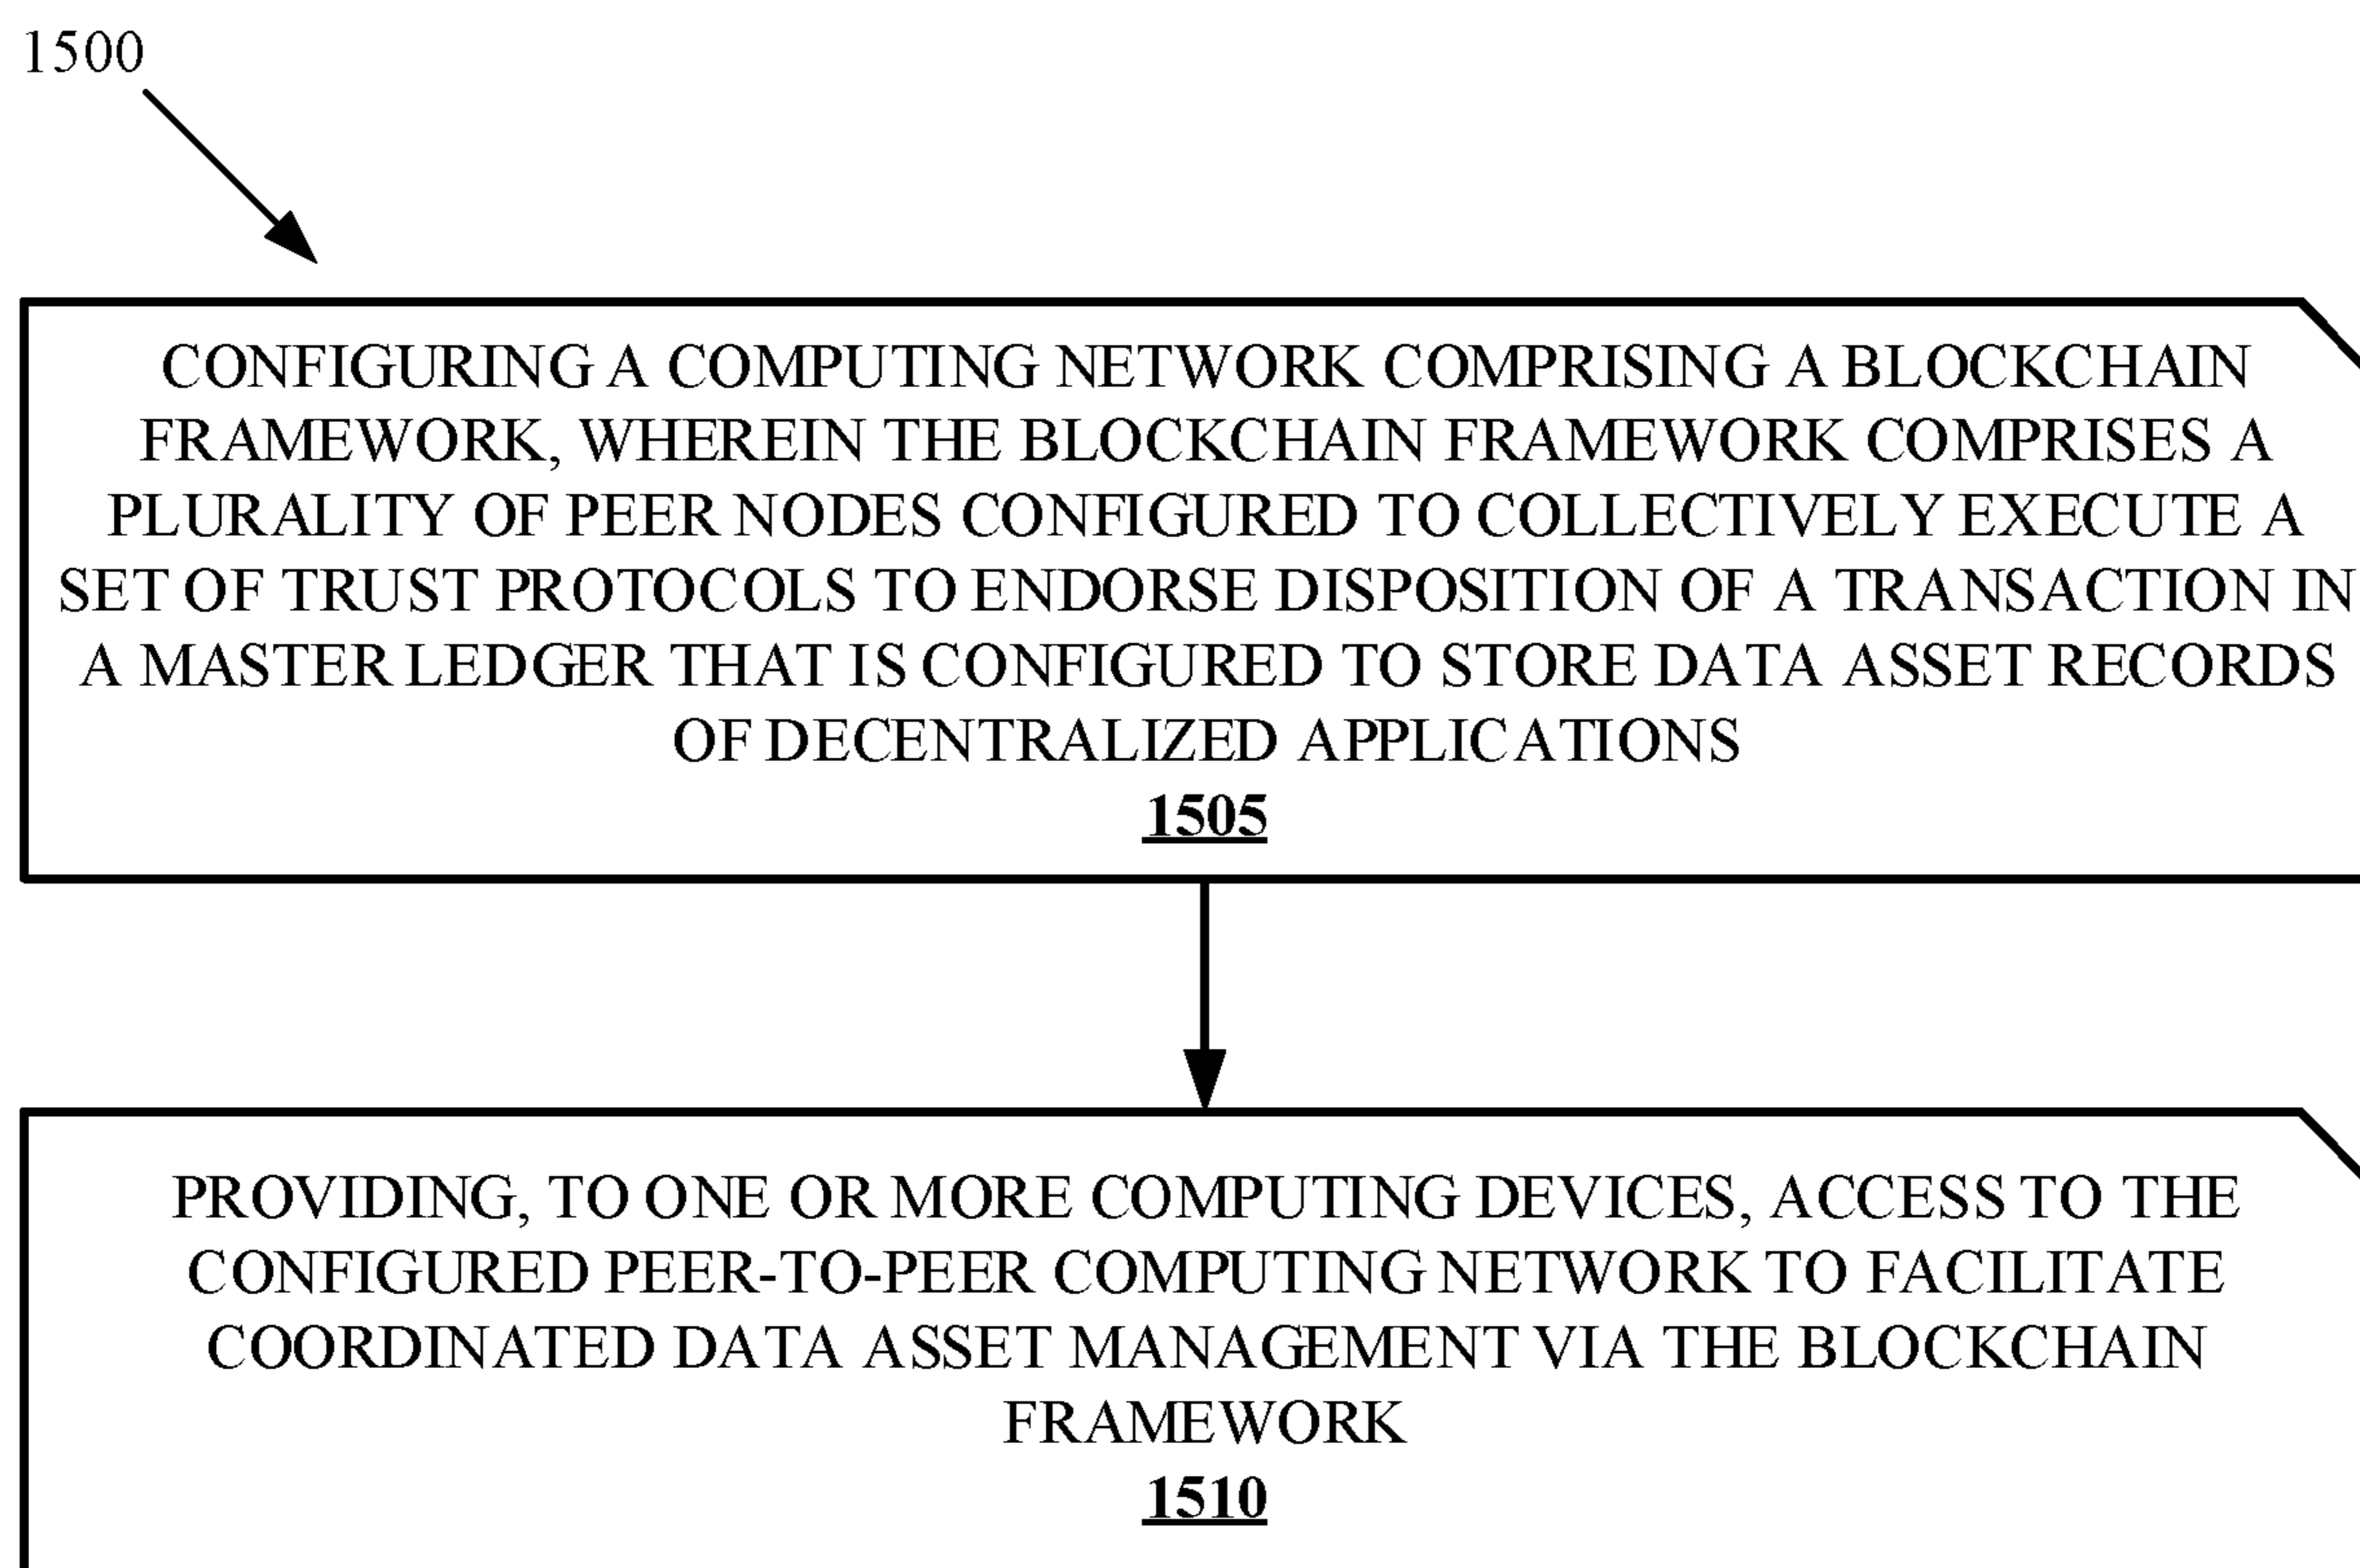 1500
CONFIGURING A COMPUTING NETWORK COMPRISING A BLOCKCHAIN
FRAMEWORK, WHEREIN THE BLOCKCHAIN FRAMEWORK COMPRISES A
PLURALITY OF PEER NODES CONFIGURED TO COLLECTIVELY EXECUTE A
SET OF TRUST PROTOCOLS TO ENDORSE DISPOSITION OF A TRANSACTION IN
A MASTER LEDGER THAT IS CONFIGURED TO STORE DATA ASSET RECORDS
OF DECENTRALIZED APPLICATIONS
1505
PROVIDING, TO ONE OR MORE COMPUTING DEVICES, ACCESS TO THE
CONFIGURED PEER-TO-PEER COMPUTING NETWORK TO FACILITATE
COORDINATED DATA ASSET MANAGEMENT VIA THE BLOCKCHAIN
FRAMEWORK
1510